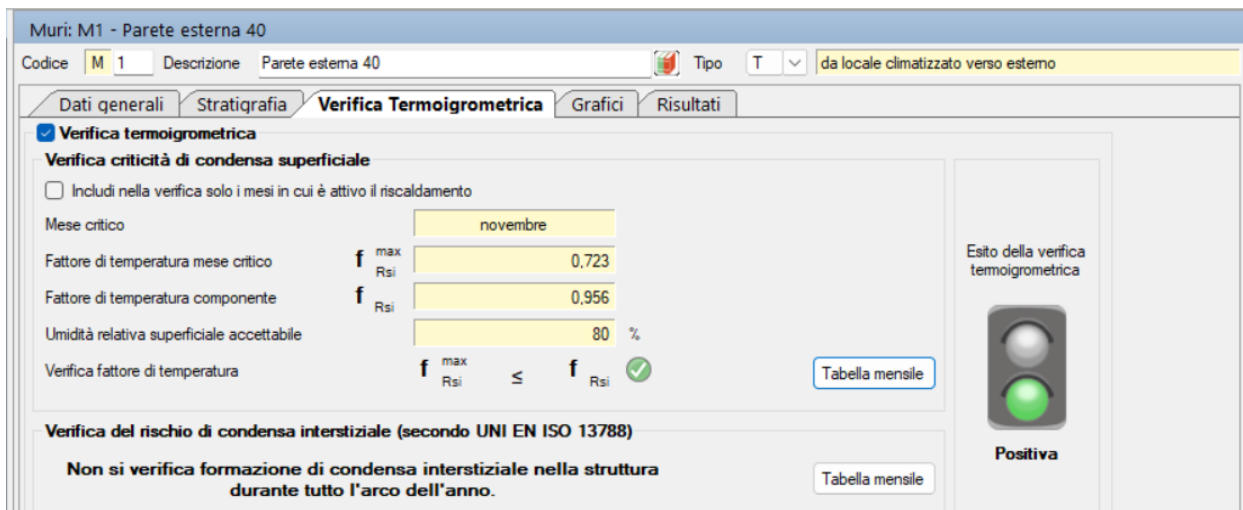 Muri: M1 - Parete esterna 40
Codice M 1 Descrizione Parete esterna 40 Tipo T da locale climatizzato verso esterno
Dati generali Stratigrafia Verifica Termoigrometrica Grafici Risultati
Verifica termoigrometrica
Verifica criticità di condensa superficiale
Includi nella verifica solo i mesi in cui è attivo il riscaldamento
Mese critico novembre
Fattore di temperatura mese critico f max Rsi 0,723
Fattore di temperatura componente f Rsi 0,956
Umidità relativa superficiale accettabile 80 %
Verifica fattore di temperatura f max Rsi ≤ f Rsi Tabella mensile
Esito della verifica
termoigrometrica
Positiva
Verifica del rischio di condensa interstiziale (secondo UNI EN ISO 13788)
Non si verifica formazione di condensa interstiziale nella struttura
durante tutto l'arco dell'anno.
Tabella mensile